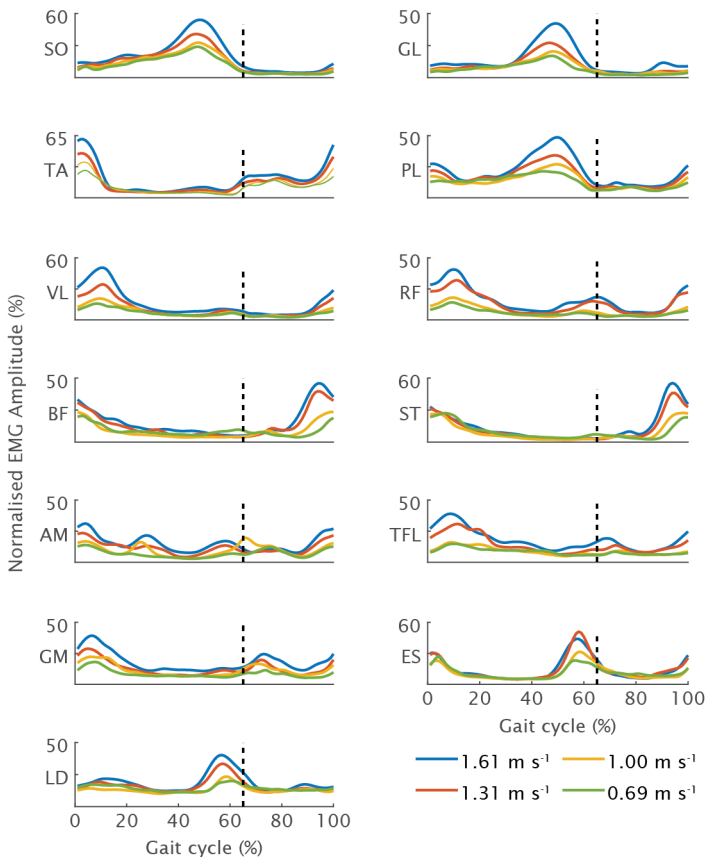 60
SO
50
GL
65
TA
50
PL
60
VL
50
RF
50
BF
60
ST
50
AM
50
TFL
50
GM
60
ES
0 20 40 60 80 100
Gait cycle (%)
50
LD
0 20 40 60 80 100
Gait cycle (%)
Normalised EMG Amplitude (%)
1.61 m s⁻¹ 1.00 m s⁻¹
1.31 m s⁻¹ 0.69 m s⁻¹